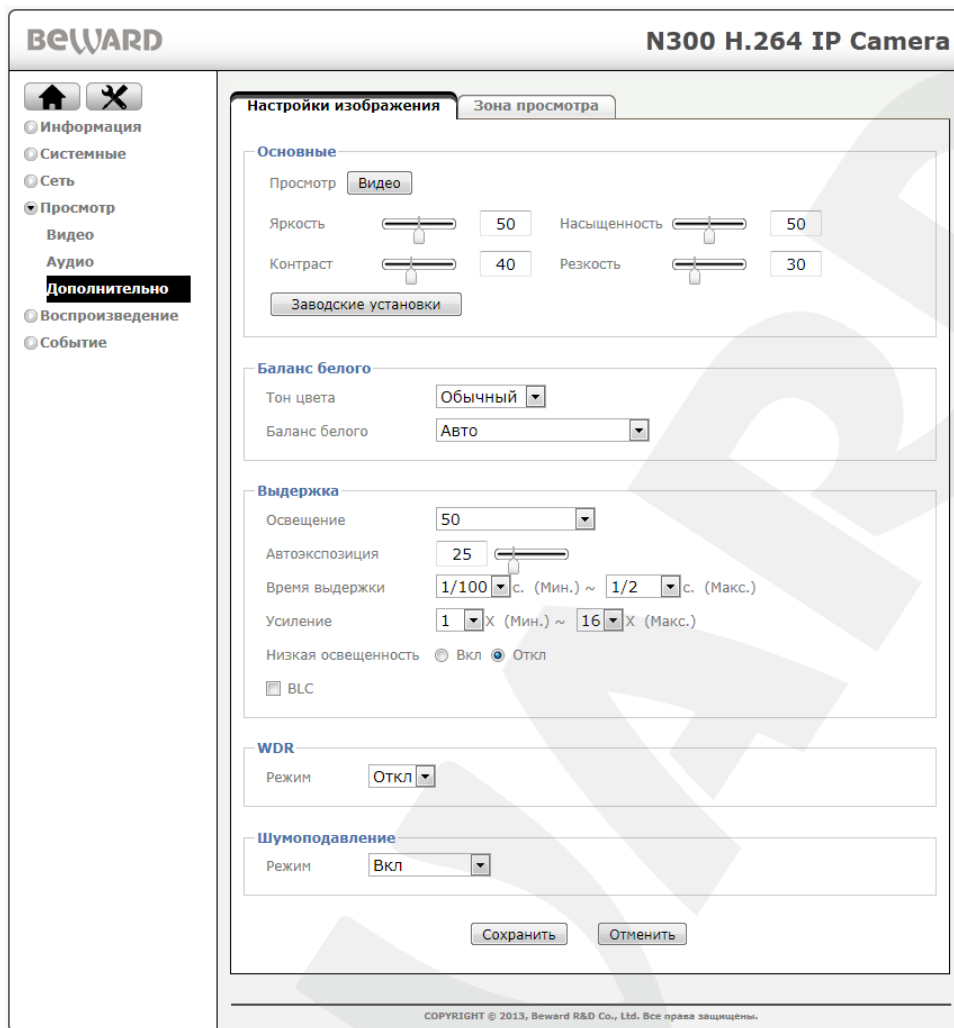 BEWARD
N300 H.264 IP Camera
Информация
Системные
Сеть
Просмотр
Видео
Аудио
Дополнительно
Воспроизведение
Событие
Настройки изображения
Зона просмотра
Основные
Просмотр Видео
Яркость 50 Насыщенность 50
Контраст 40 Резкость 30
Заводские установки
Баланс белого
Тон цвета Обычный
Баланс белого Авто
Выдержка
Освещение 50
Автоэкспозиция 25
Время выдержки 1/100 с. (Мин.) ~ 1/2 с. (Макс.)
Усиление 1 X (Мин.) ~ 16 X (Макс.)
Низкая освещенность Вкл Откл
BLC
WDR
Режим Откл
Шумоподавление
Режим Вкл
Сохранить Отменить
COPYRIGHT © 2013, Beward R&D Co., Ltd. Все права защищены.